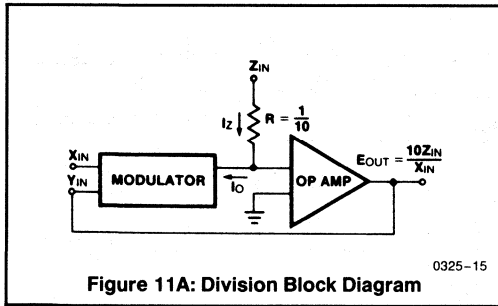 ZIN
IZ
R = 1/10
XIN
YIN
MODULATOR
IO
OP AMP
EOUT = 10ZIN/XIN
0325-15
Figure 11A: Division Block Diagram